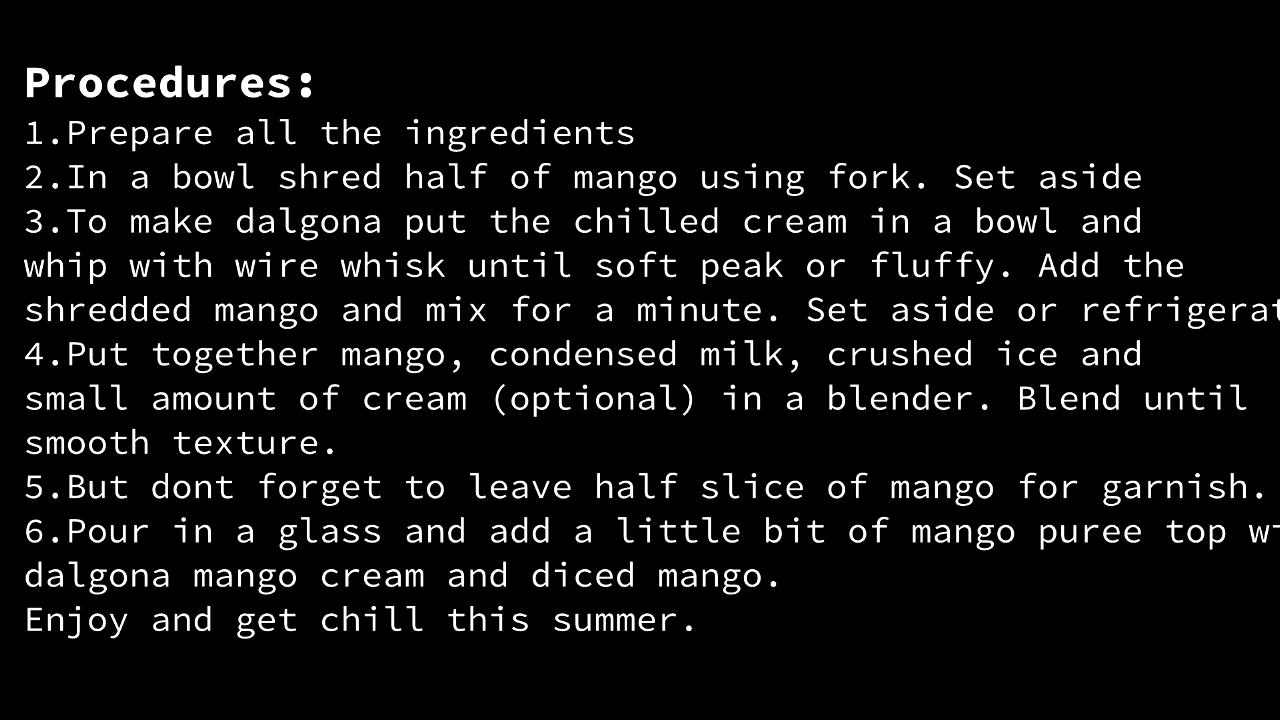 Procedures:
1.Prepare all the ingredients
2.In a bowl shred half of mango using fork. Set aside
3.To make dalgona put the chilled cream in a bowl and
whip with wire whisk until soft peak or fluffy. Add the
shredded mango and mix for a minute. Set aside or refrigerat
4.Put together mango, condensed milk, crushed ice and
small amount of cream (optional) in a blender. Blend until
smooth texture.
5.But dont forget to leave half slice of mango for garnish.
6.Pour in a glass and add a little bit of mango puree top wi
dalgona mango cream and diced mango.
Enjoy and get chill this summer.